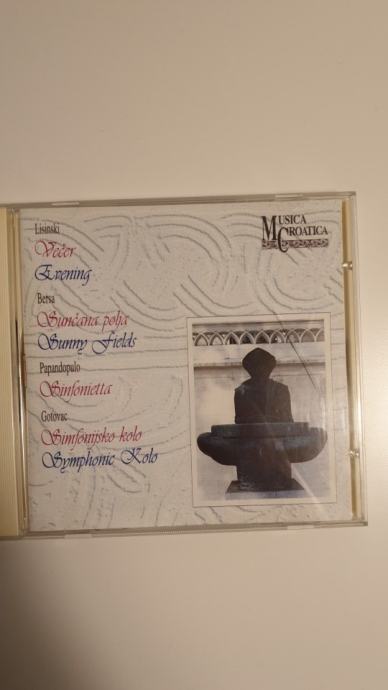 Lisinski
Večer
Evening
Bersa
Sunčana polja
Sunny Fields
Papandopulo
Sinfonietta
Gotovac
Simfonijsko kolo
Symphonic Kolo
MUSICA
CROATICA